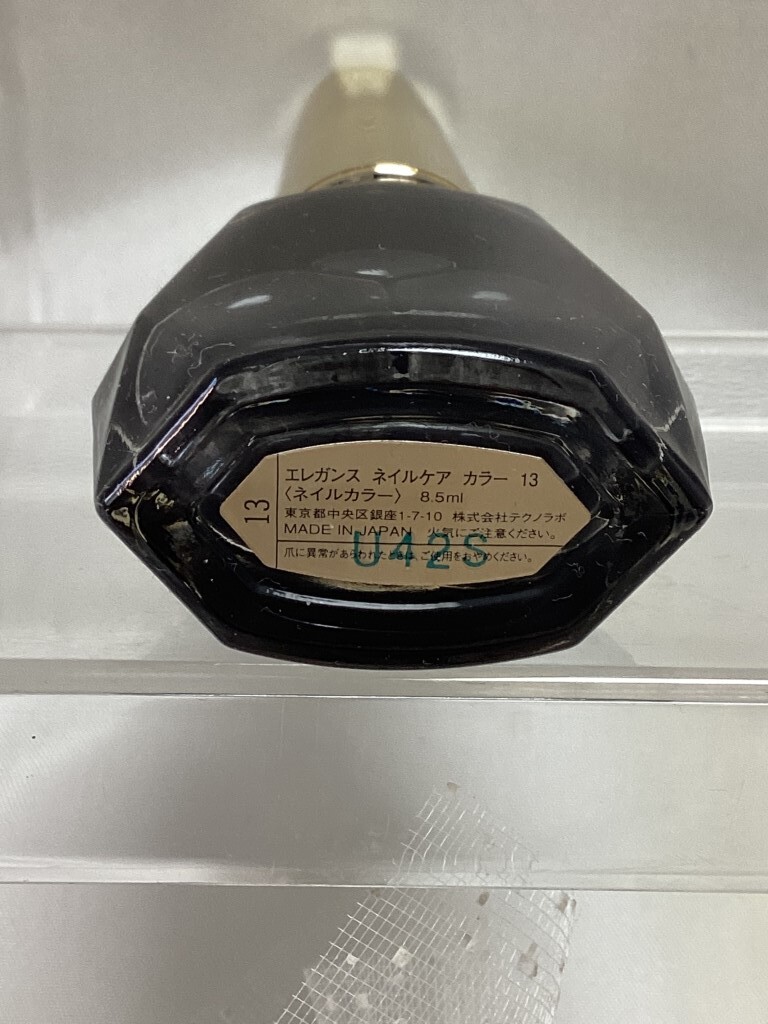 13
エレガンス ネイルケア カラー 13
〈ネイルカラー〉 8.5ml
東京都中央区銀座1-7-10 株式会社テクノラボ
MADE IN JAPAN 火気にご注意ください。
爪に異常があらわれたときは、ご使用をおやめください。
U42S